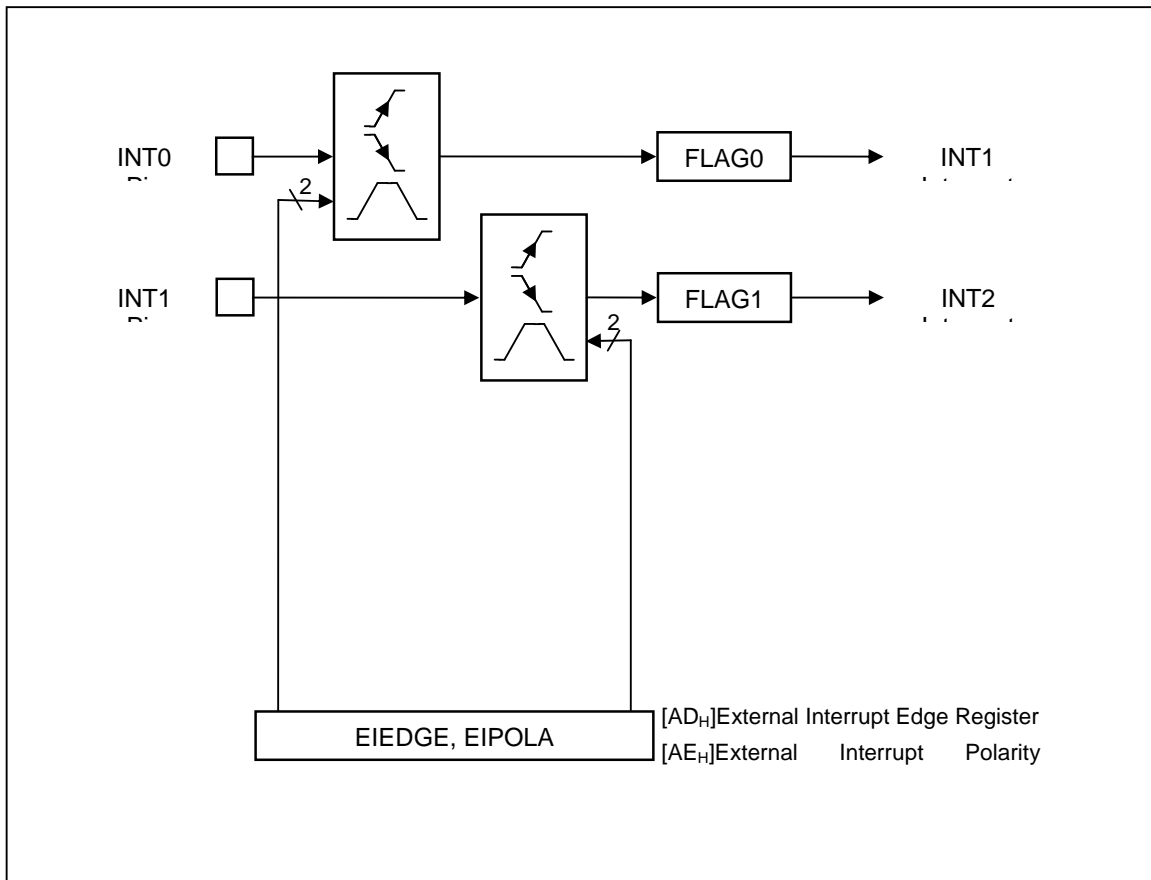 2
INT0
FLAG0
INT1
2
INT1
FLAG1
INT2
EIEDGE, EIPOLA
[ADH]External Interrupt Edge Register
[AEH]External Interrupt Polarity